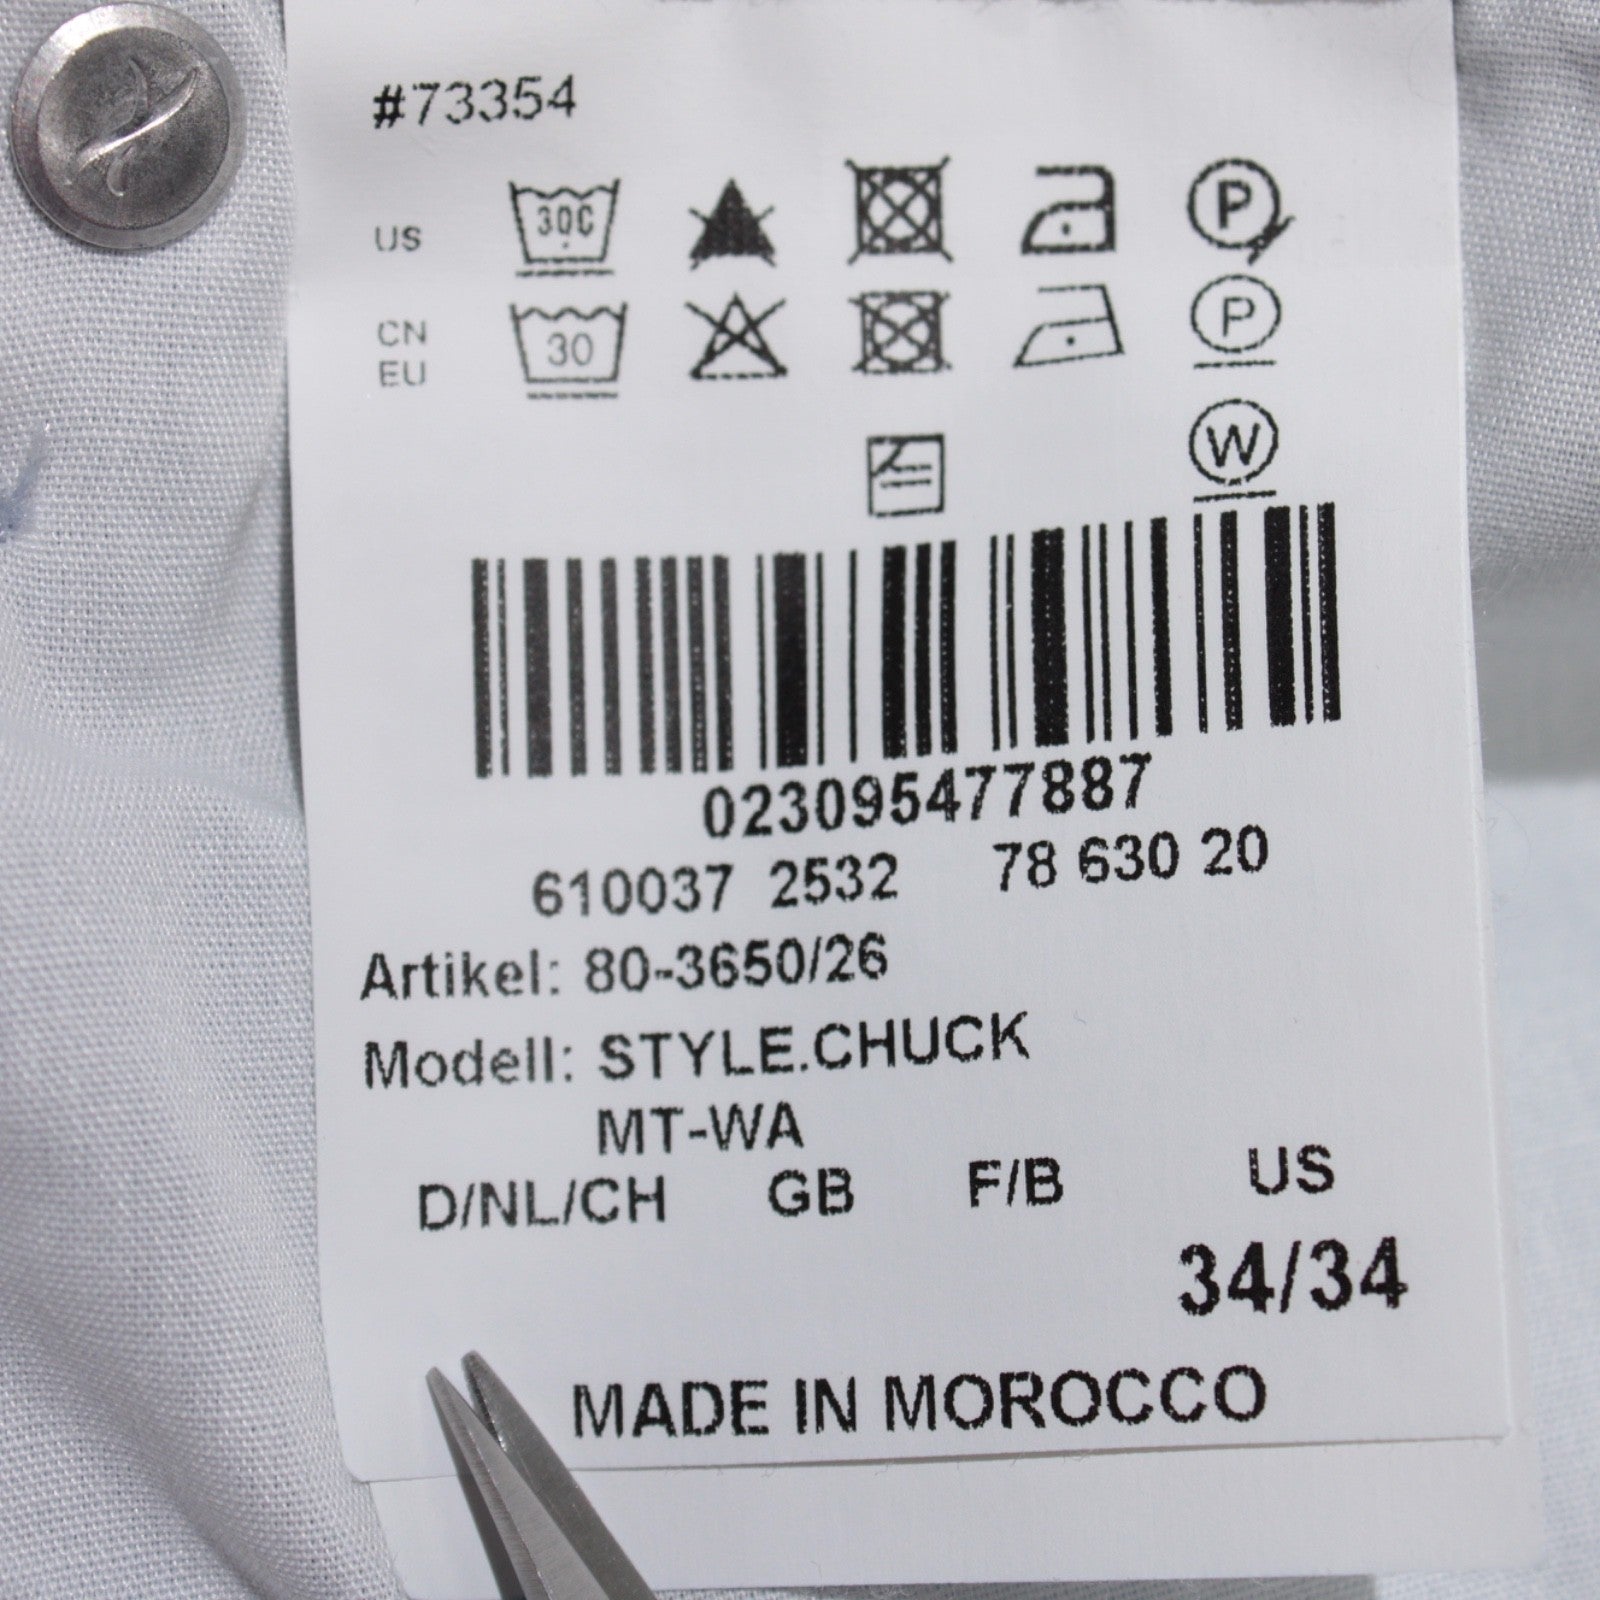 #73354
US 30C P
CN
EU 30 P
W
023095477887
610037 2532 78 630 20
Artikel: 80-3650/26
Modell: STYLE.CHUCK
MT-WA
D/NL/CH GB F/B US
34/34
MADE IN MOROCCO